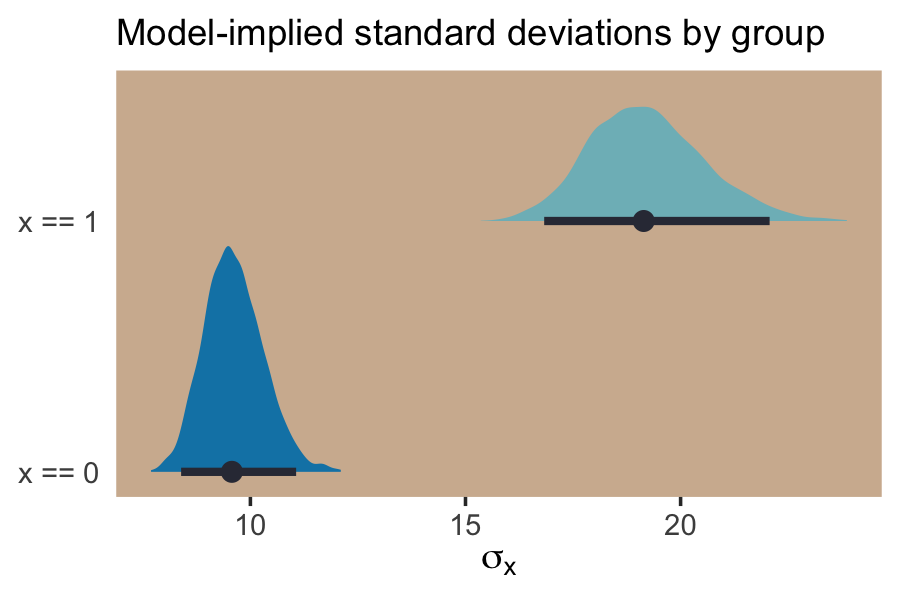 Model-implied standard deviations by group
x == 1
x == 0
10 15 20
σx